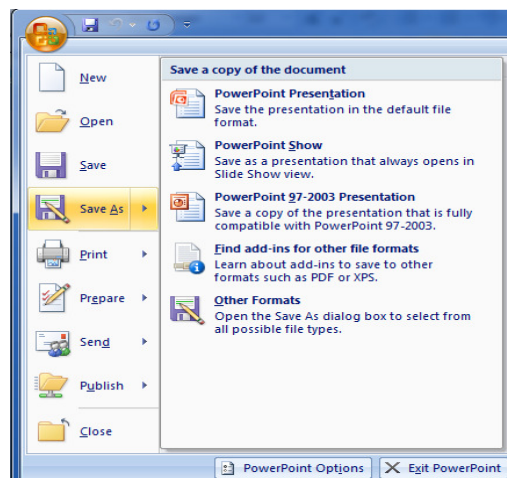 New
Open
Save
Save As
Print
Prepare
Send
Publish
Close
Save a copy of the document
PowerPoint Presentation
Save the presentation in the default file
format.
PowerPoint Show
Save as a presentation that always opens in
Slide Show view.
PowerPoint 97-2003 Presentation
Save a copy of the presentation that is fully
compatible with PowerPoint 97-2003.
Find add-ins for other file formats
Learn about add-ins to save to other
formats such as PDF or XPS.
Other Formats
Open the Save As dialog box to select from
all possible file types.
PowerPoint Options
Exit PowerPoint